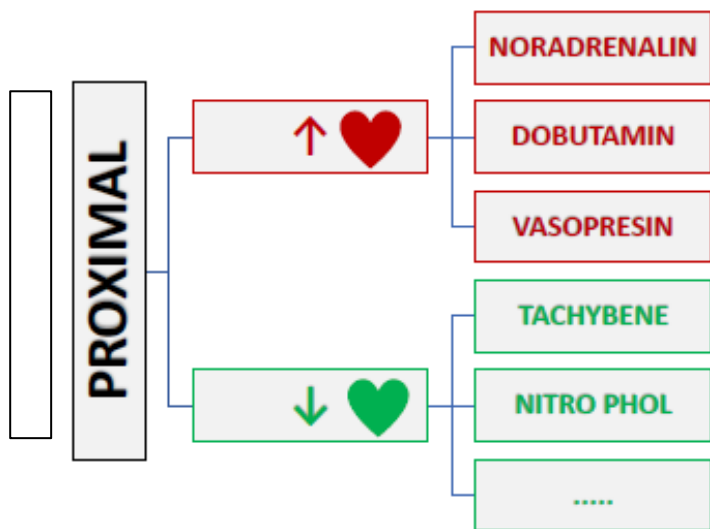 PROXIMAL
↑
NORADRENALIN
DOBUTAMIN
VASOPRESIN
↓
TACHYBENE
NITRO PHOL
.....